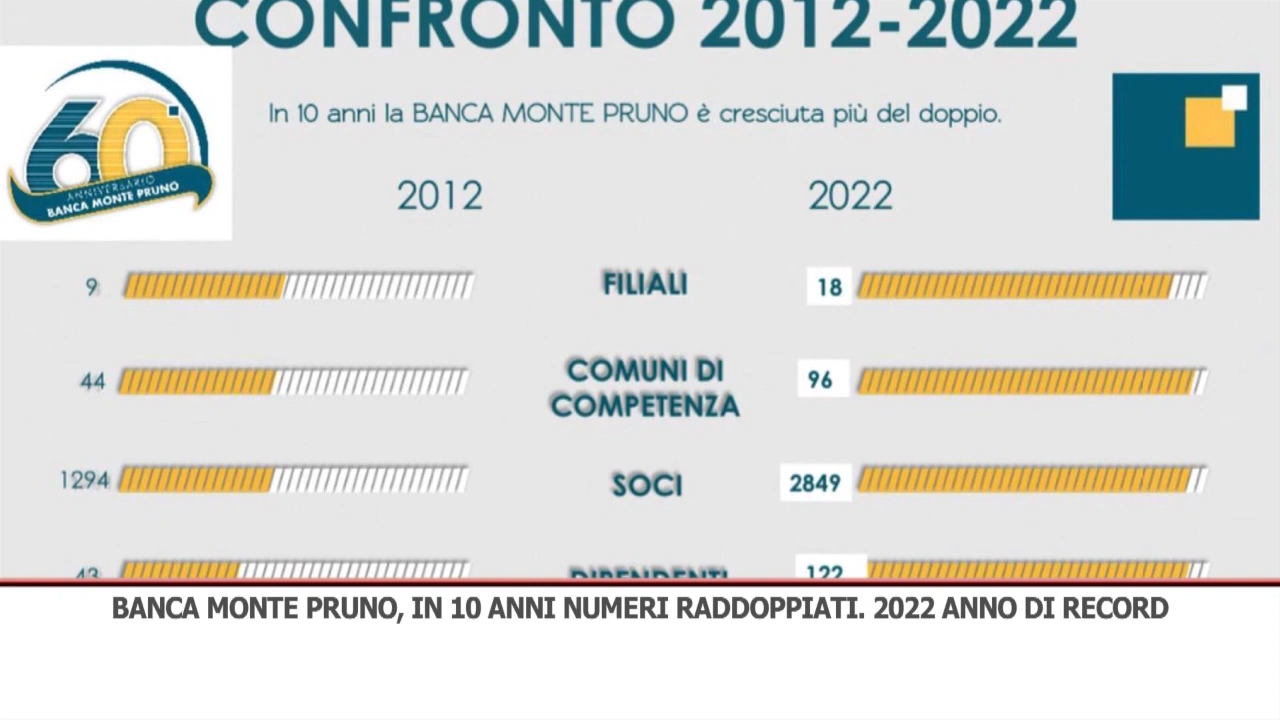 CONFRONTO 2012-2022
60
ANNIVERSARIO
BANCA MONTE PRUNO
In 10 anni la BANCA MONTE PRUNO è cresciuta più del doppio.
2012 2022
9 FILIALI 18
44 COMUNI DI COMPETENZA 96
1294 SOCI 2849
43 DIPENDENTI 122
BANCA MONTE PRUNO, IN 10 ANNI NUMERI RADDOPPIATI. 2022 ANNO DI RECORD